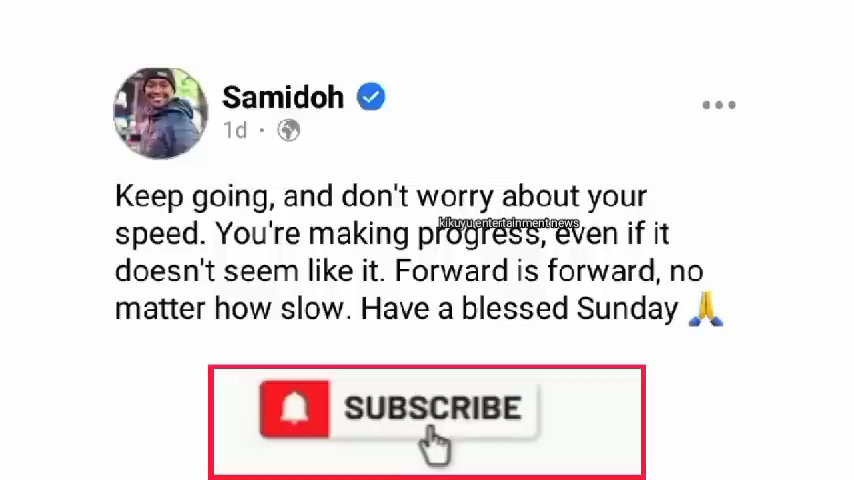 Samidoh
1d ·
Keep going, and don't worry about your
kikuyu entertainment news
speed. You're making progress, even if it
doesn't seem like it. Forward is forward, no
matter how slow. Have a blessed Sunday 🙏
SUBSCRIBE